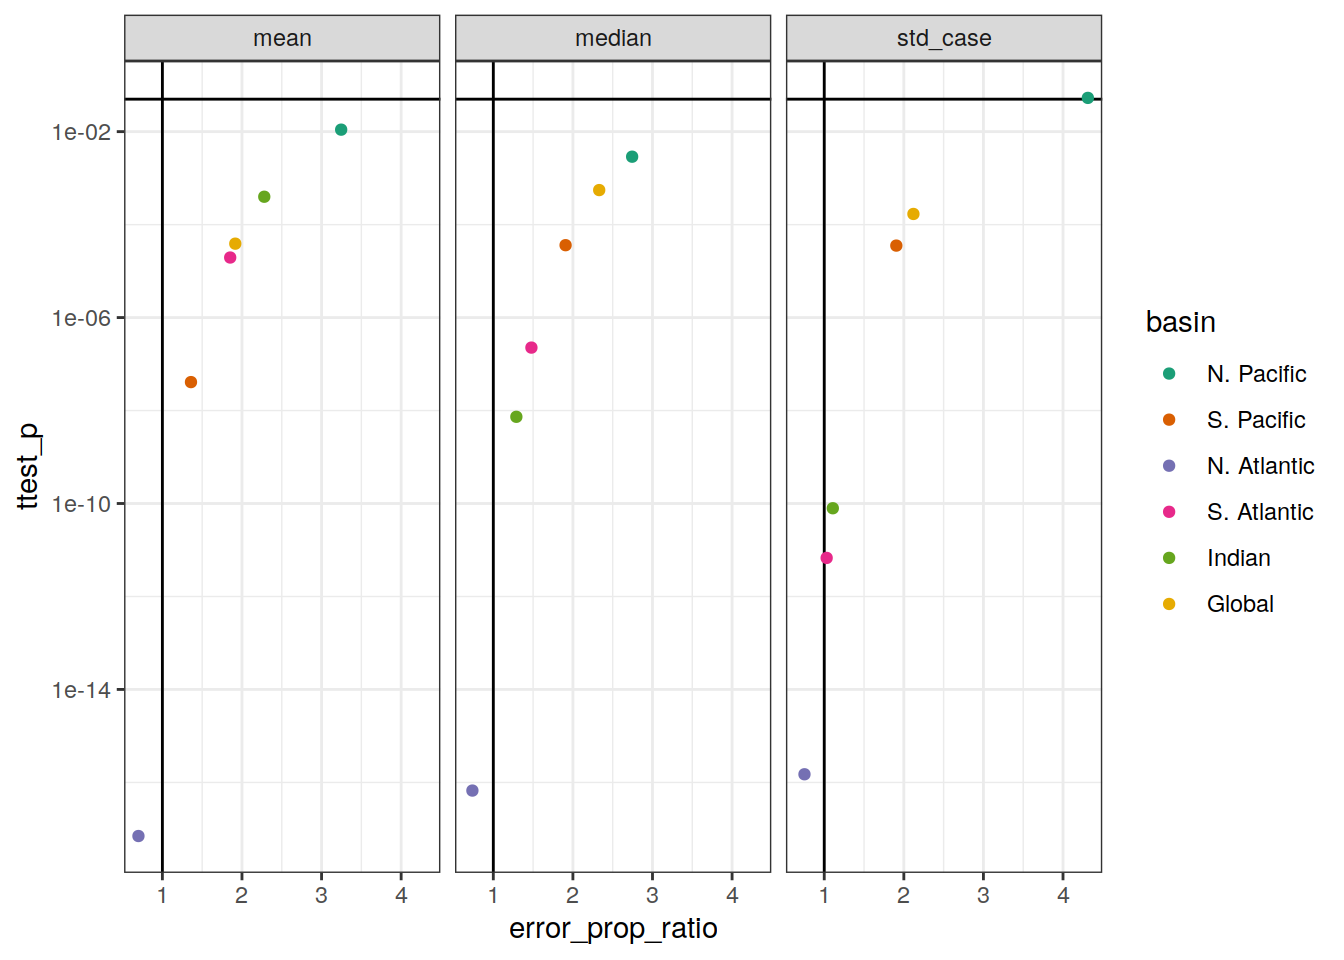 mean
median
std_case
1e-02
1e-06
1e-10
1e-14
ttest_p
1 2 3 4
1 2 3 4
1 2 3 4
error_prop_ratio
basin
N. Pacific
S. Pacific
N. Atlantic
S. Atlantic
Indian
Global